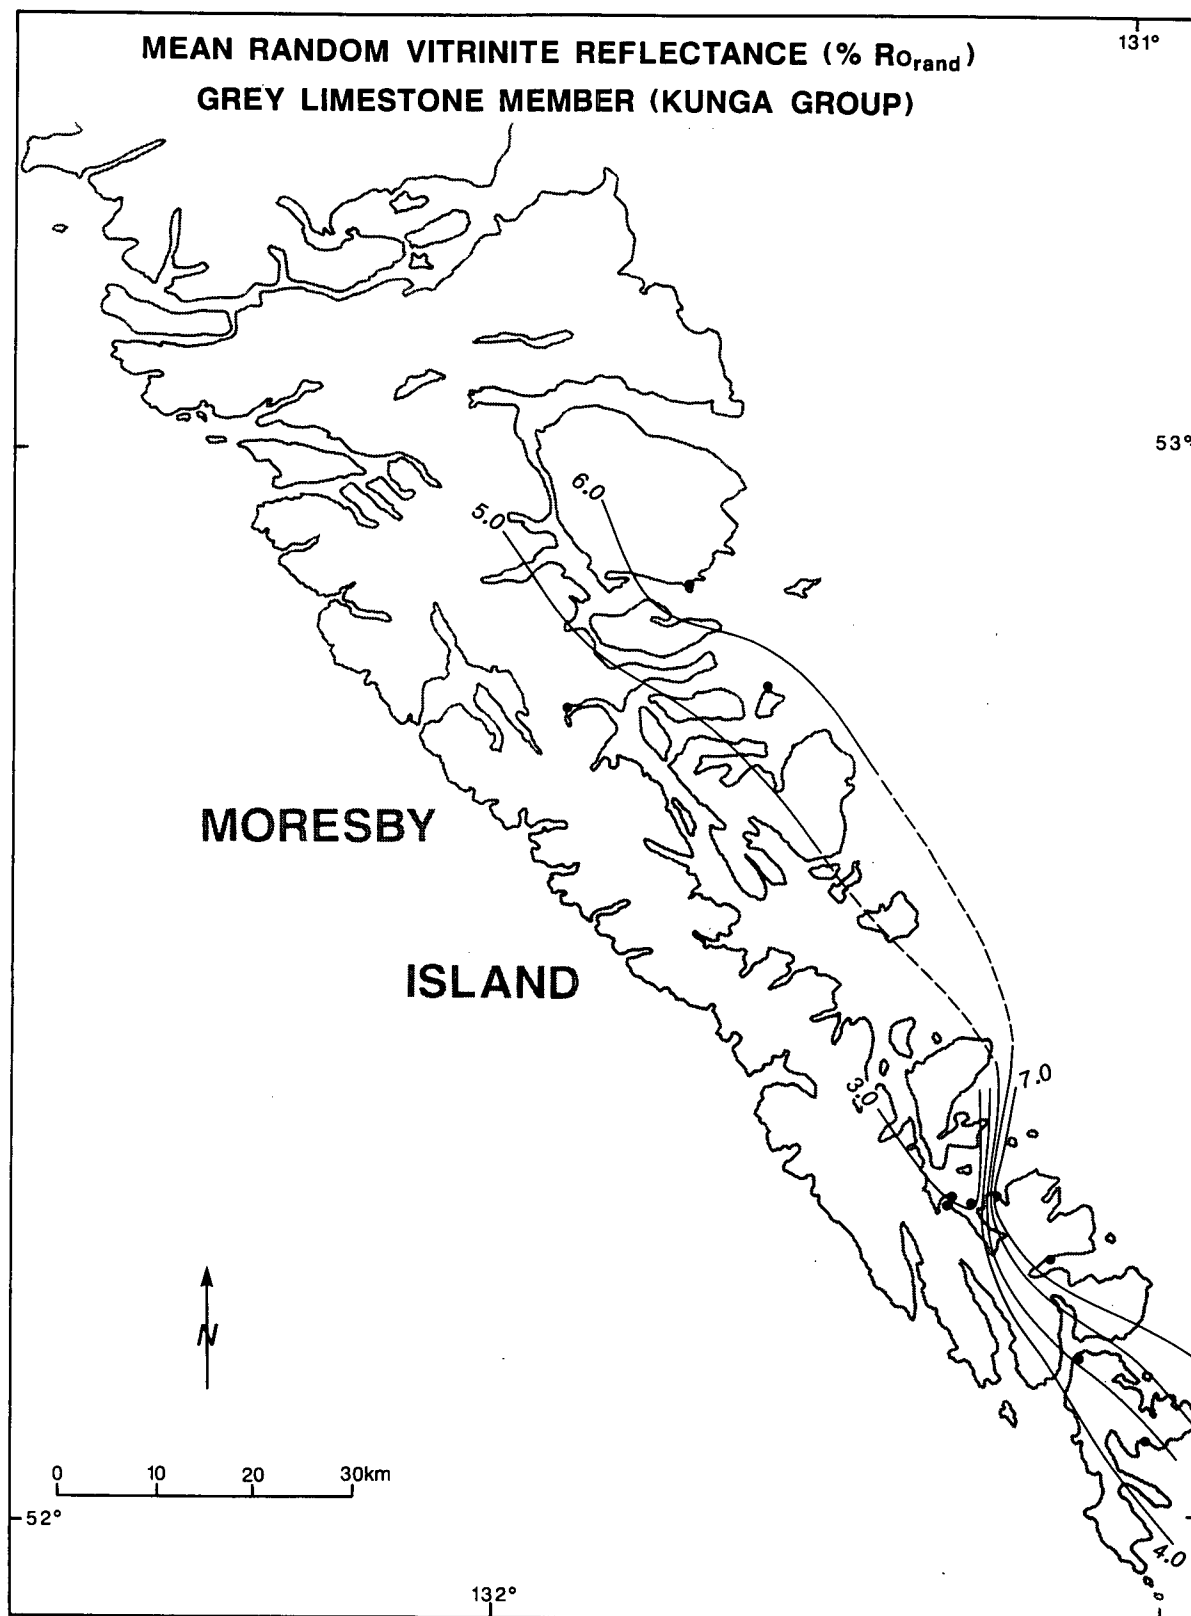 MEAN RANDOM VITRINITE REFLECTANCE (% Rorand)
GREY LIMESTONE MEMBER (KUNGA GROUP)
131°
53°
6.0
5.0
MORESBY
ISLAND
7.0
3.0
N
0 10 20 30km
52°
4.0
132°